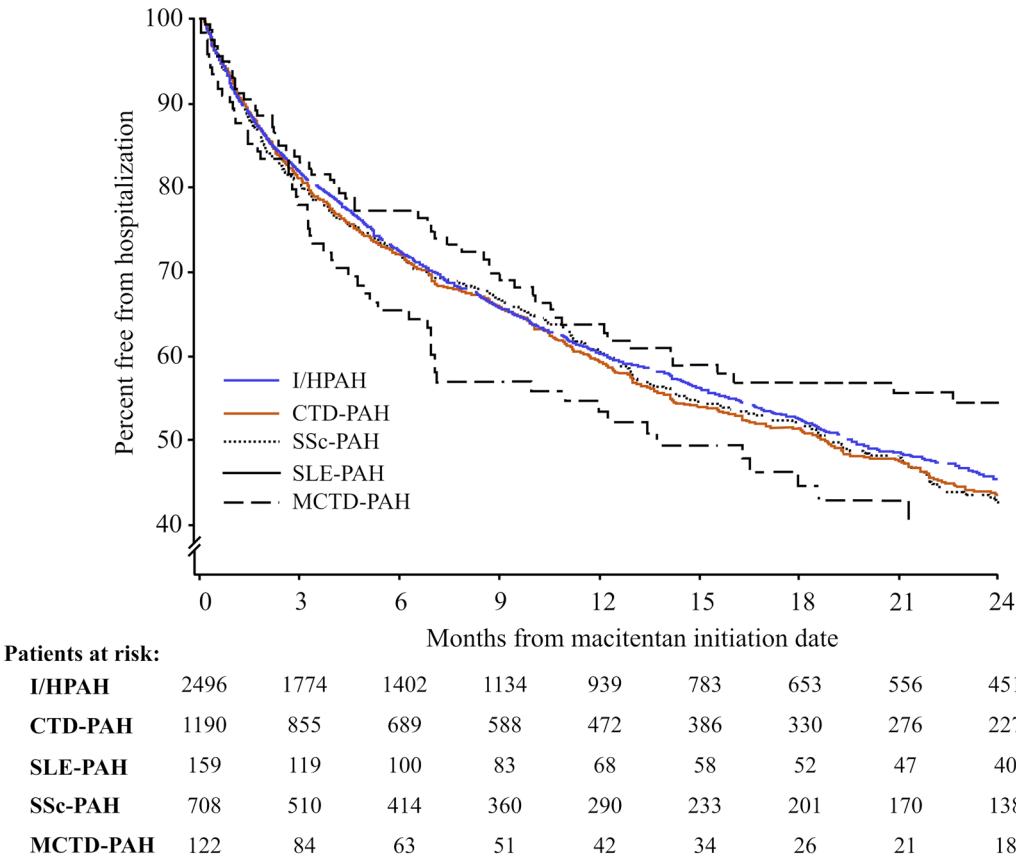 100
90
80
70
60
50
40
Percent free from hospitalization
I/HPAH
CTD-PAH
SSc-PAH
SLE-PAH
MCTD-PAH
0 3 6 9 12 15 18 21 24
Months from macitentan initiation date
Patients at risk:
I/HPAH 2496 1774 1402 1134 939 783 653 556 451
CTD-PAH 1190 855 689 588 472 386 330 276 227
SLE-PAH 159 119 100 83 68 58 52 47 40
SSc-PAH 708 510 414 360 290 233 201 170 138
MCTD-PAH 122 84 63 51 42 34 26 21 18